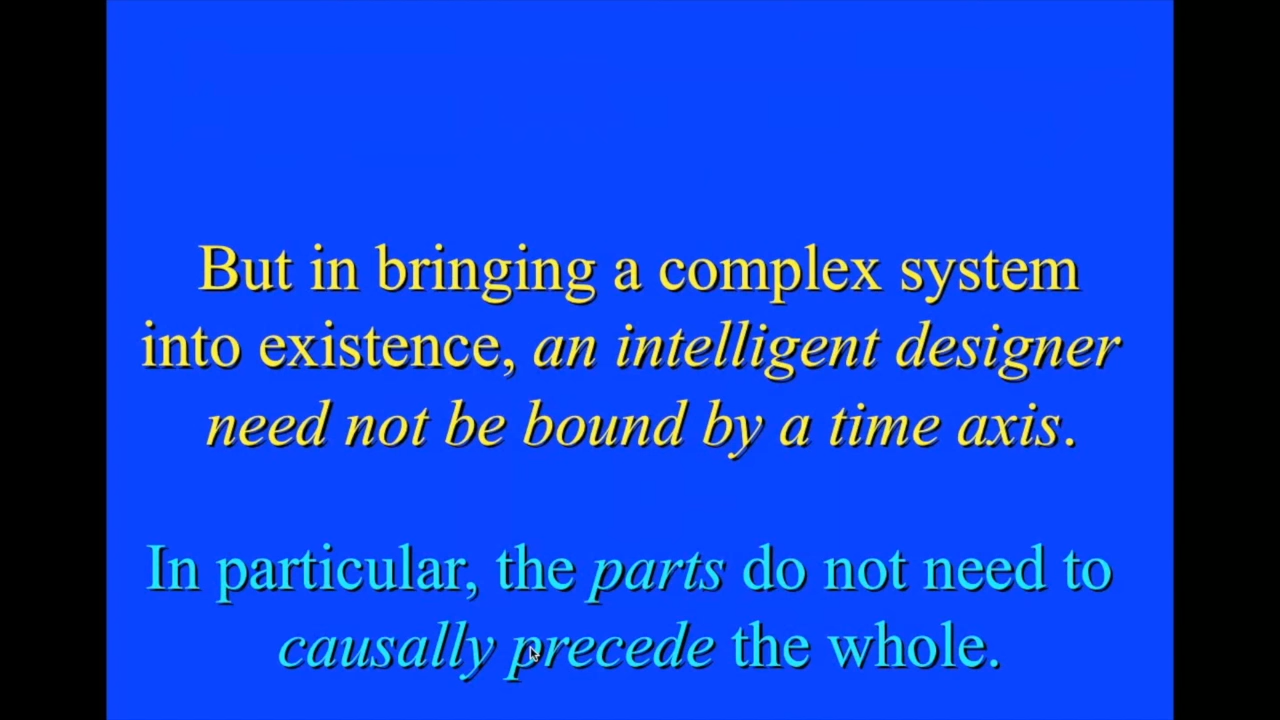 But in bringing a complex system
into existence, an intelligent designer
need not be bound by a time axis.
In particular, the parts do not need to
causally precede the whole.